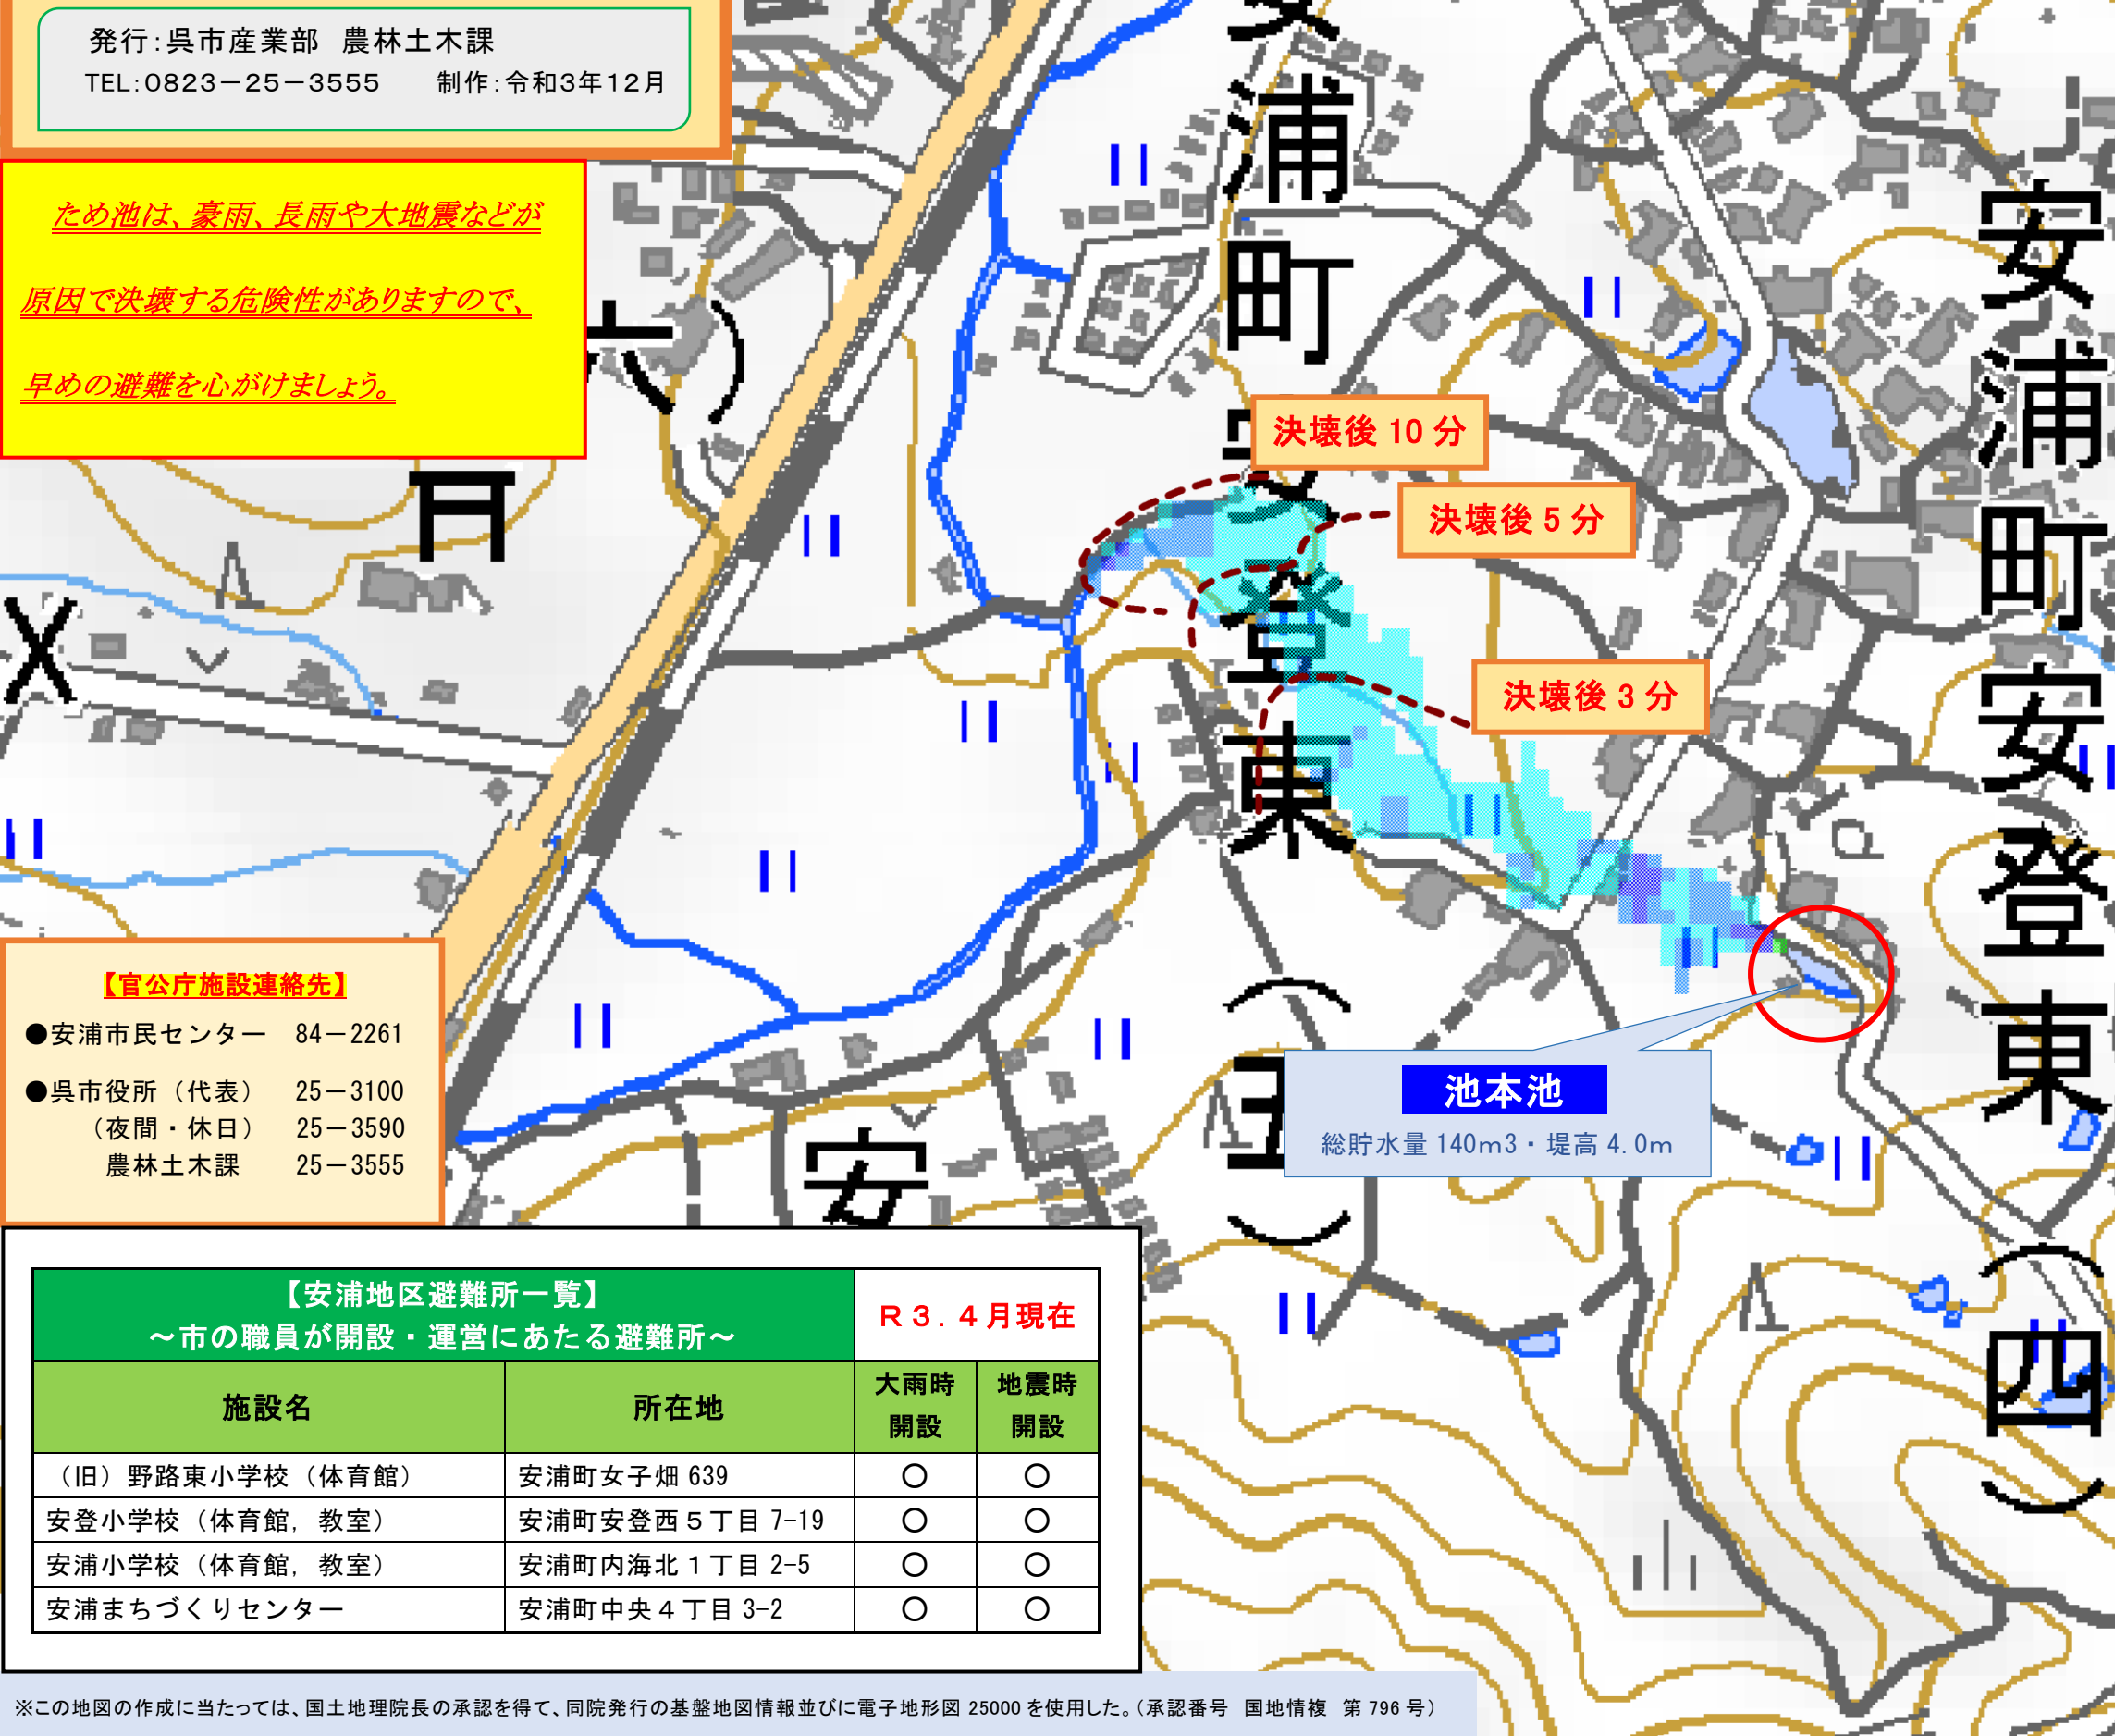 発行：呉市産業部　農林土木課
TEL：0823－25－3555　　制作：令和3年12月
ため池は、豪雨、長雨や大地震などが
原因で決壊する危険性がありますので、
早めの避難を心がけましょう。
六）
安浦町安登東（五）
安浦町安登東（四）
決壊後 10 分
決壊後 5 分
決壊後 3 分
池本池
総貯水量 140m3・堤高 4.0m
安
【官公庁施設連絡先】
●安浦市民センター　84－2261
●呉市役所（代表）　25－3100
（夜間・休日）　25－3590
農林土木課　25－3555
【安浦地区避難所一覧】
～市の職員が開設・運営にあたる避難所～
Ｒ３．４月現在
施設名　所在地　大雨時開設　地震時開設
（旧）野路東小学校（体育館）　安浦町女子畑 639　○　○
安登小学校（体育館，教室）　安浦町安登西５丁目 7-19　○　○
安浦小学校（体育館，教室）　安浦町内海北１丁目 2-5　○　○
安浦まちづくりセンター　安浦町中央４丁目 3-2　○　○
※この地図の作成に当たっては、国土地理院長の承認を得て、同院発行の基盤地図情報並びに電子地形図 25000 を使用した。（承認番号　国地情複　第 796 号）